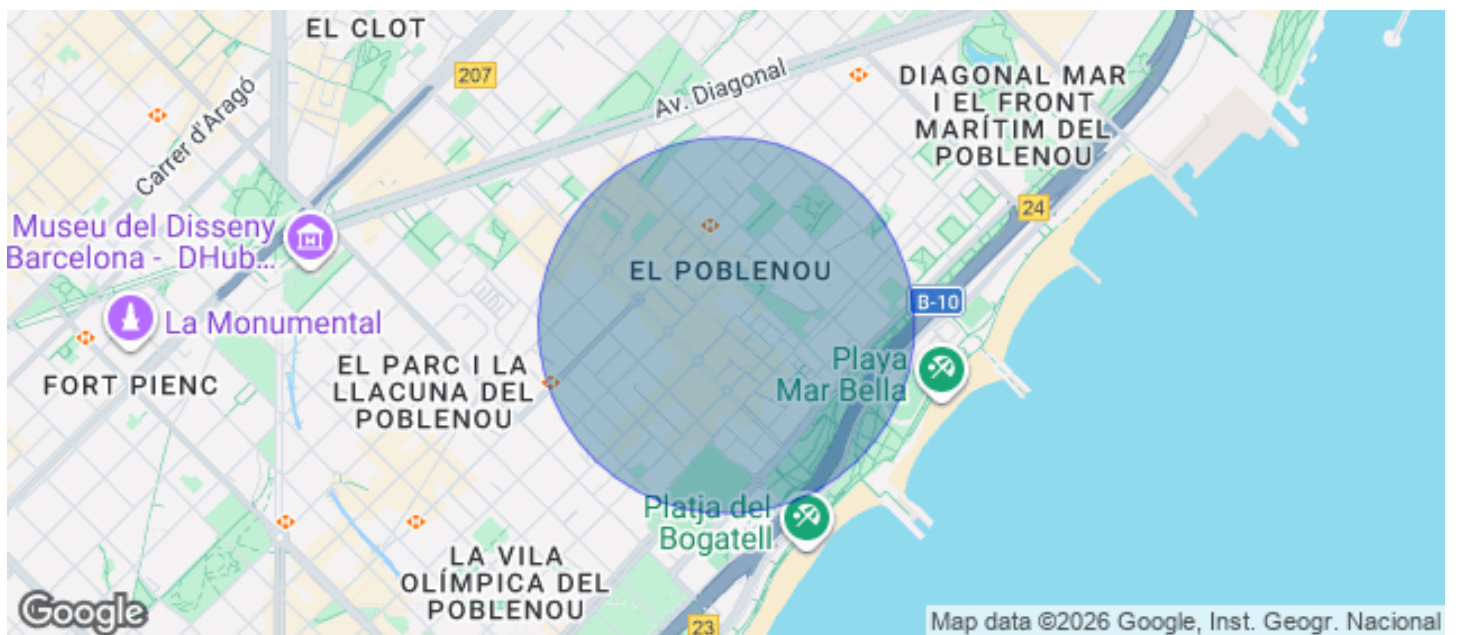 EL CLOT
207
Av. Diagonal
DIAGONAL MAR
I EL FRONT
MARÍTIM DEL
POBLENOU
Carrer d'Aragó
24
Museu del Disseny
Barcelona - DHub...
EL POBLENOU
B-10
La Monumental
EL PARC I LA
LLACUNA DEL
POBLENOU
FORT PIENC
Playa
Mar Bella
Platja del
Bogatell
LA VILA
OLÍMPICA DEL
POBLENOU
23
Google
Map data ©2026 Google, Inst. Geogr. Nacional